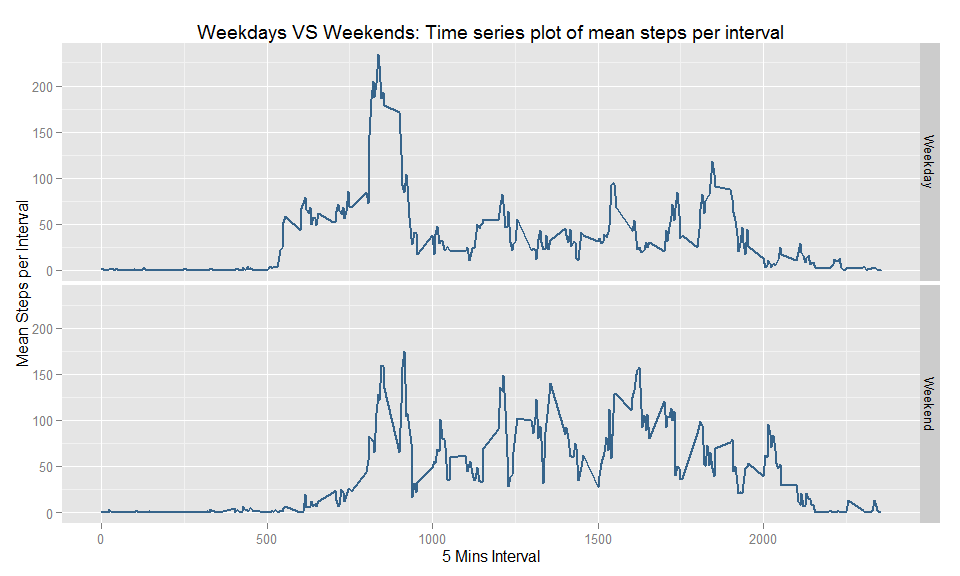 Weekdays VS Weekends: Time series plot of mean steps per interval
Mean Steps per Interval
200
150
100
50
0
Weekday
200
150
100
50
0
Weekend
0 500 1000 1500 2000
5 Mins Interval